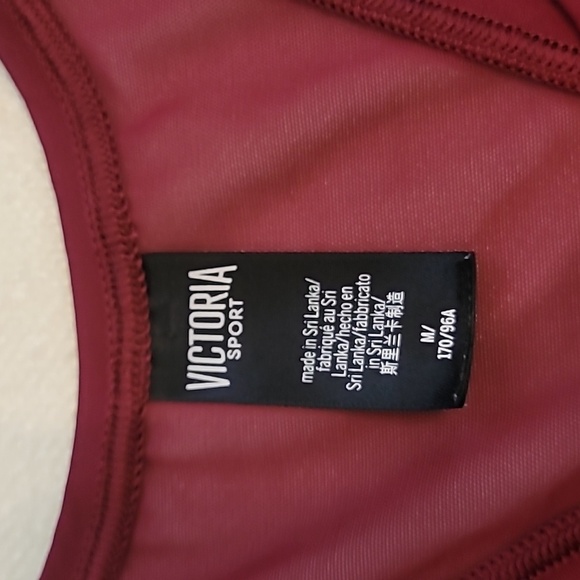 VICTORIA
SPORT
made in Sri Lanka/
fabriqué au Sri
Lanka/hecho en
Sri Lanka/fabbricato
in Sri Lanka/
斯里兰卡制造
M/
170/96A